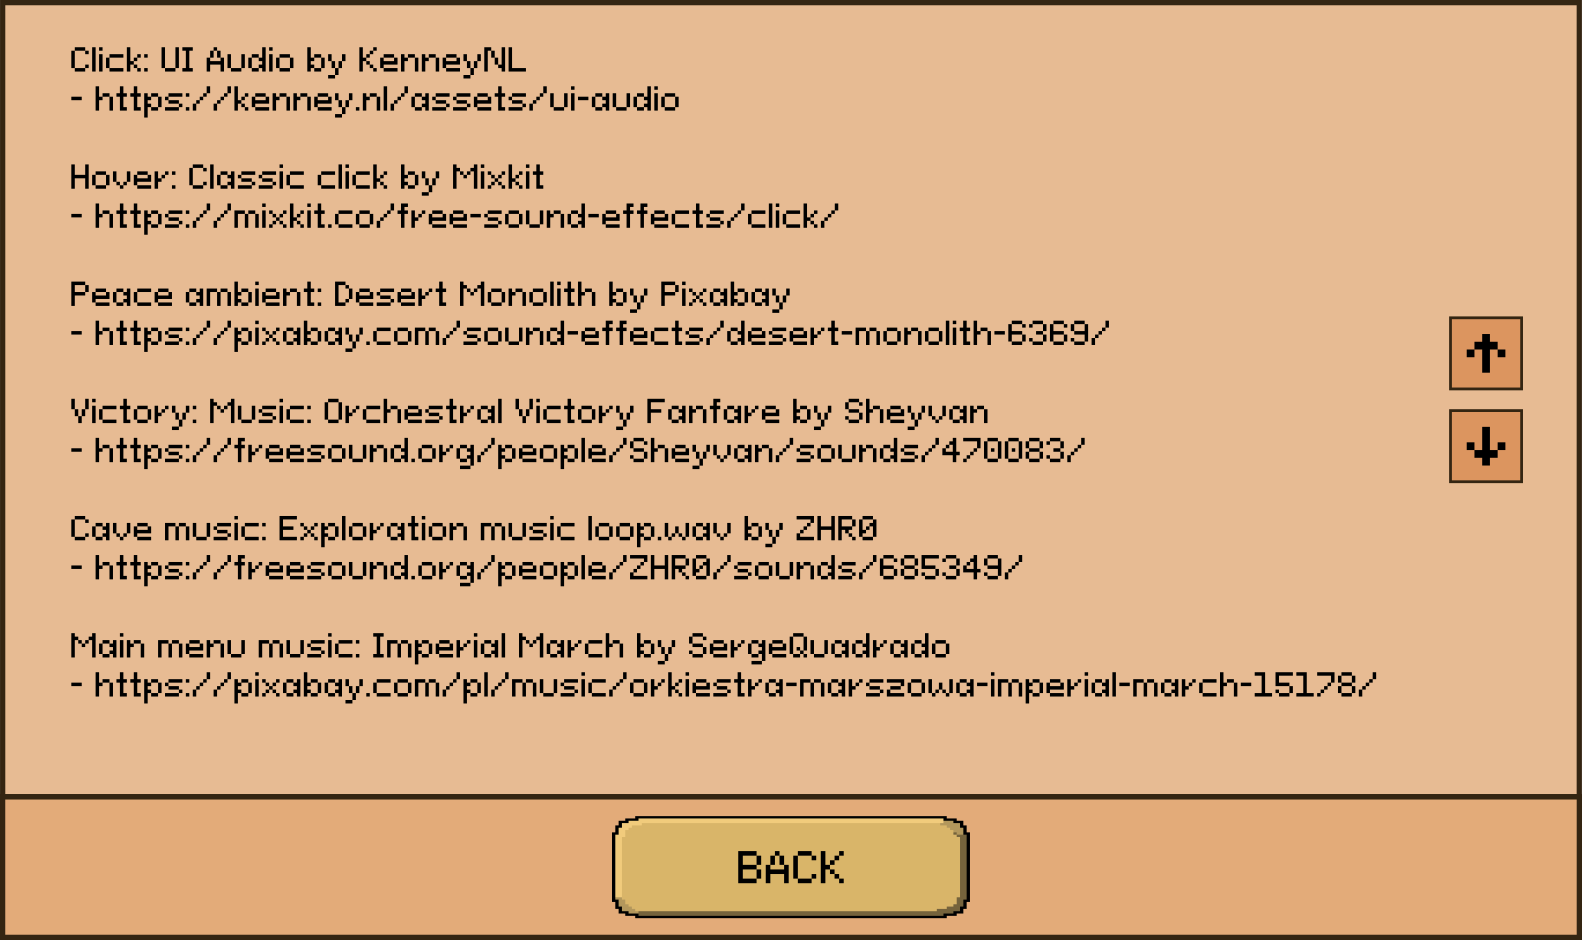 Click: UI Audio by KenneyNL
- https://kenney.nl/assets/ui-audio
Hover: Classic click by Mixkit
- https://mixkit.co/free-sound-effects/click/
Peace ambient: Desert Monolith by Pixabay
- https://pixabay.com/sound-effects/desert-monolith-6369/
Victory: Music: Orchestral Victory Fanfare by Sheyvan
- https://freesound.org/people/Sheyvan/sounds/470083/
Cave music: Exploration music loop.wav by ZHR0
- https://freesound.org/people/ZHR0/sounds/685349/
Main menu music: Imperial March by SergeQuadrado
- https://pixabay.com/pl/music/orkiestra-marszowa-imperial-march-15178/
BACK